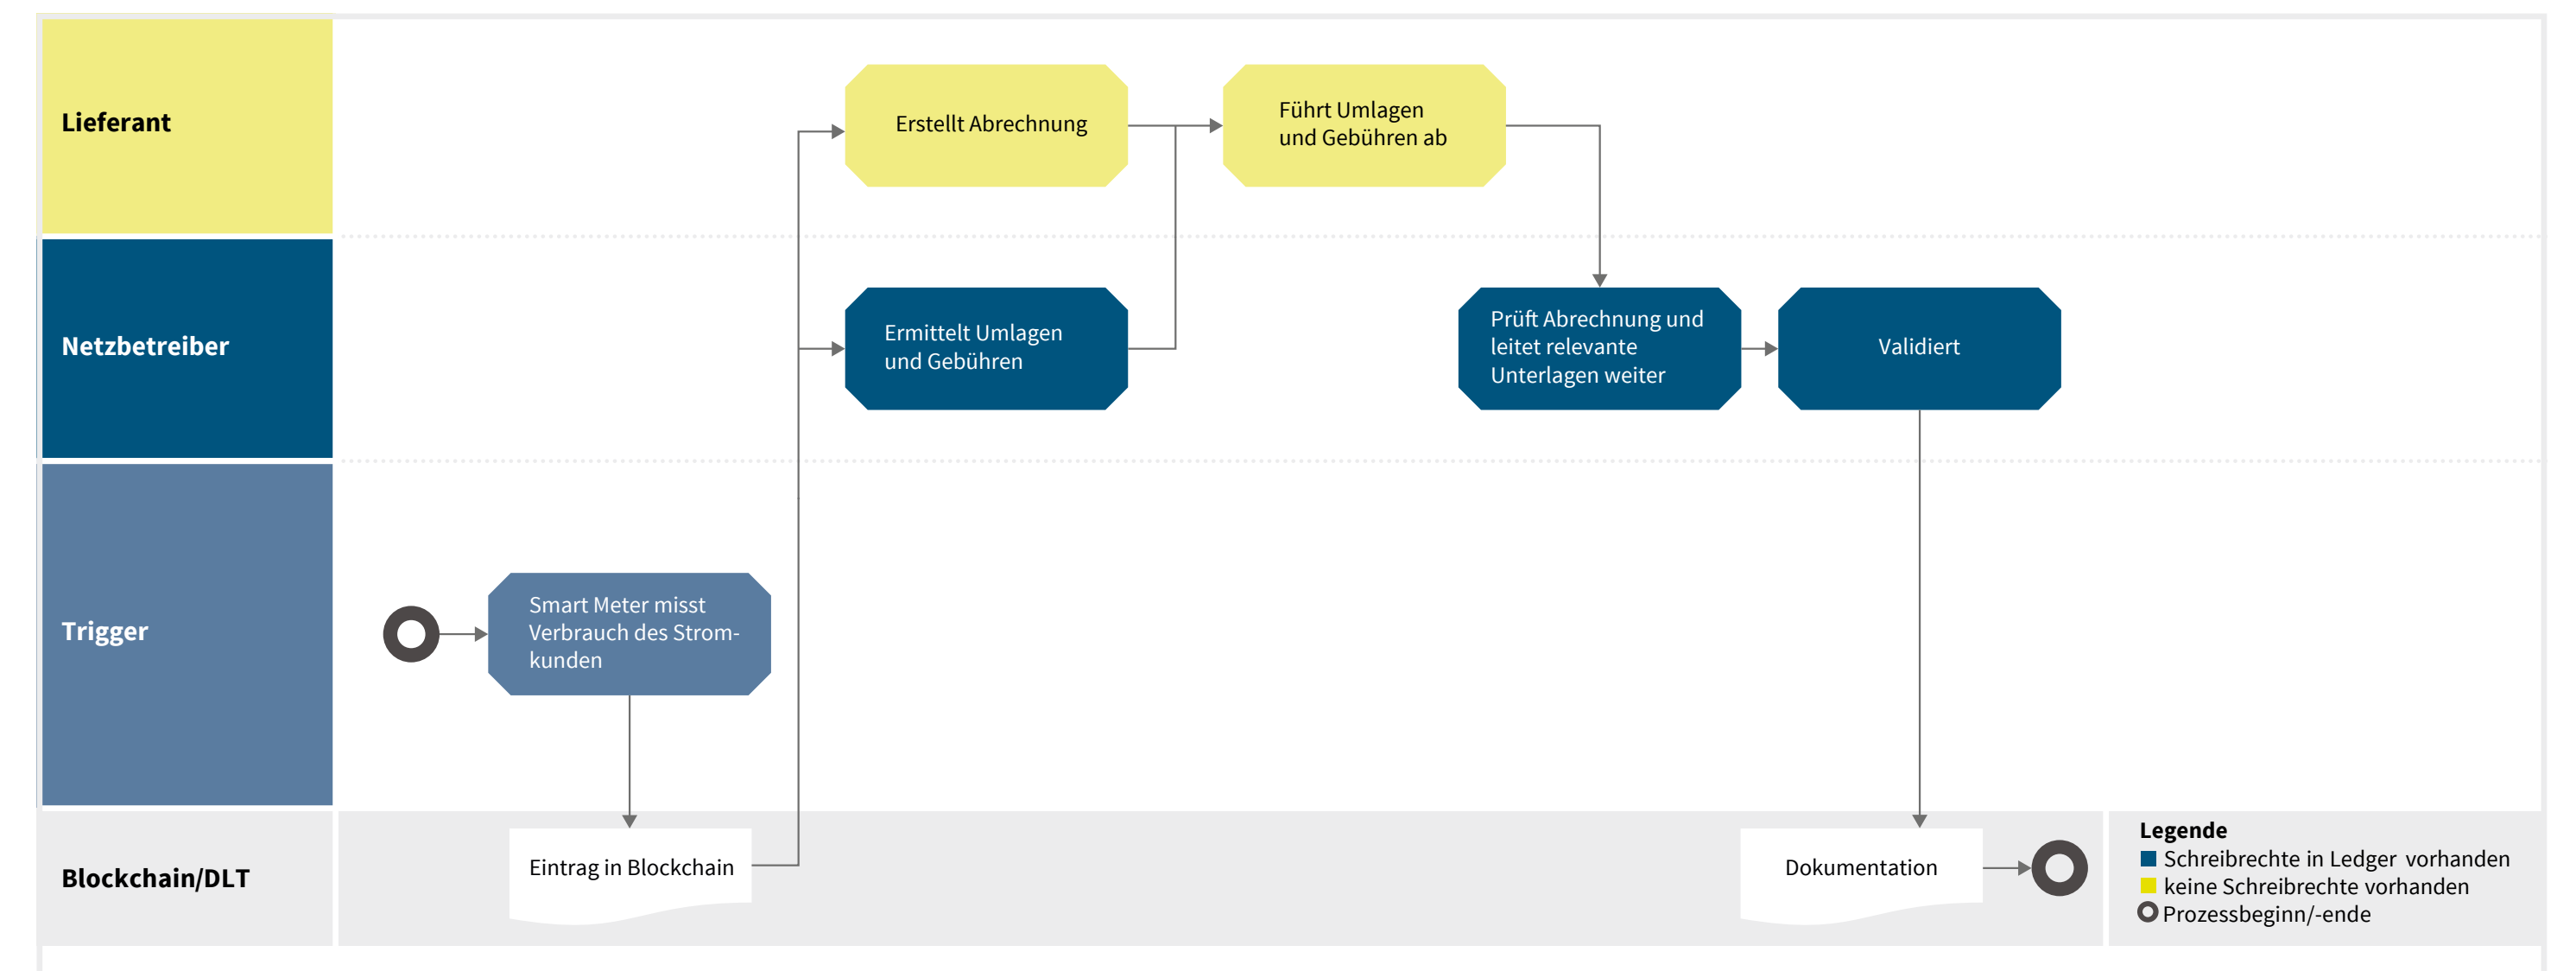 Lieferant
Erstellt Abrechnung
Führt Umlagen
und Gebühren ab
Netzbetreiber
Ermittelt Umlagen
und Gebühren
Prüft Abrechnung und
leitet relevante
Unterlagen weiter
Validiert
Trigger
Smart Meter misst
Verbrauch des Strom-
kunden
Blockchain/DLT
Eintrag in Blockchain
Dokumentation
Legende
Schreibrechte in Ledger vorhanden
keine Schreibrechte vorhanden
Prozessbeginn/-ende